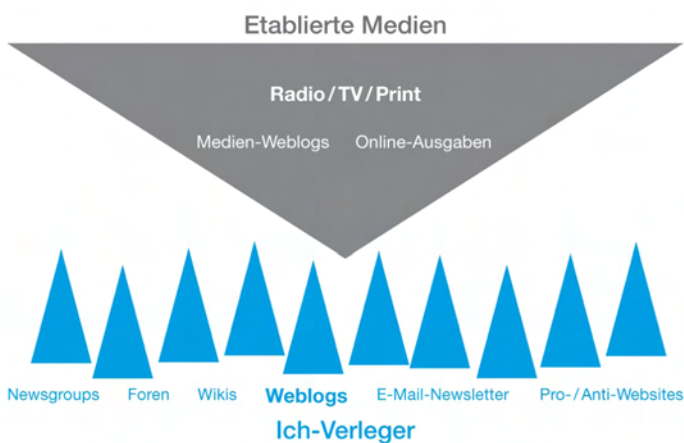 Etablierte Medien
Radio/TV/Print
Medien-Weblogs Online-Ausgaben
Newsgroups Foren Wikis Weblogs E-Mail-Newsletter Pro-/Anti-Websites
Ich-Verleger